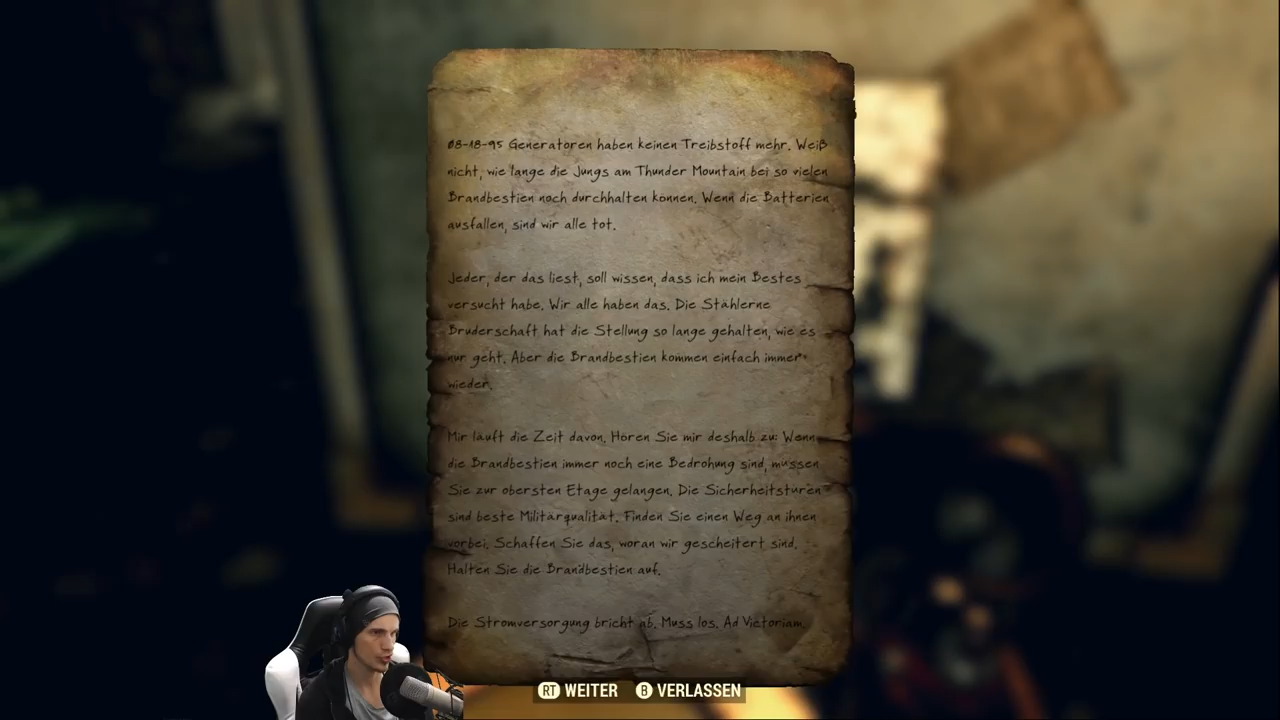 08-18-95 Generatoren haben keinen Treibstoff mehr. Weiß
nicht, wie lange die Jungs am Thunder Mountain bei so vielen
Brandbestien noch durchhalten können. Wenn die Batterien
ausfallen, sind wir alle tot.
Jeder, der das liest, soll wissen, dass ich mein Bestes
versucht habe. Wir alle haben das. Die Stählerne
Bruderschaft hat die Stellung so lange gehalten, wie es
nur geht. Aber die Brandbestien kommen einfach immer
wieder.
Mir läuft die Zeit davon. Hören Sie mir deshalb zu: Wenn
die Brandbestien immer noch eine Bedrohung sind, müssen
Sie zur obersten Etage gelangen. Die Sicherheitstüren
sind beste Militärqualität. Finden Sie einen Weg an ihnen
vorbei. Schaffen Sie das, woran wir gescheitert sind.
Halten Sie die Brandbestien auf.
Die Stromversorgung bricht ab. Muss los. Ad Victoriam.
RT WEITER B VERLASSEN